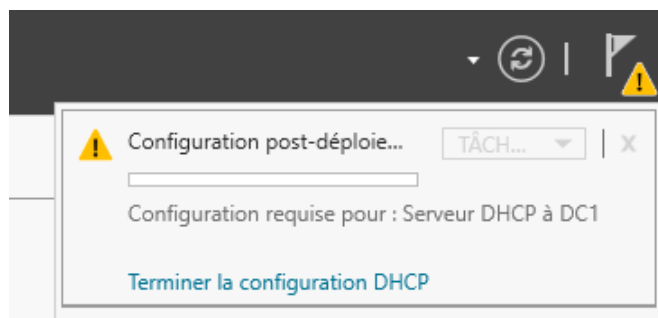 Configuration post-déploie... TÂCH... X
Configuration requise pour : Serveur DHCP à DC1
Terminer la configuration DHCP